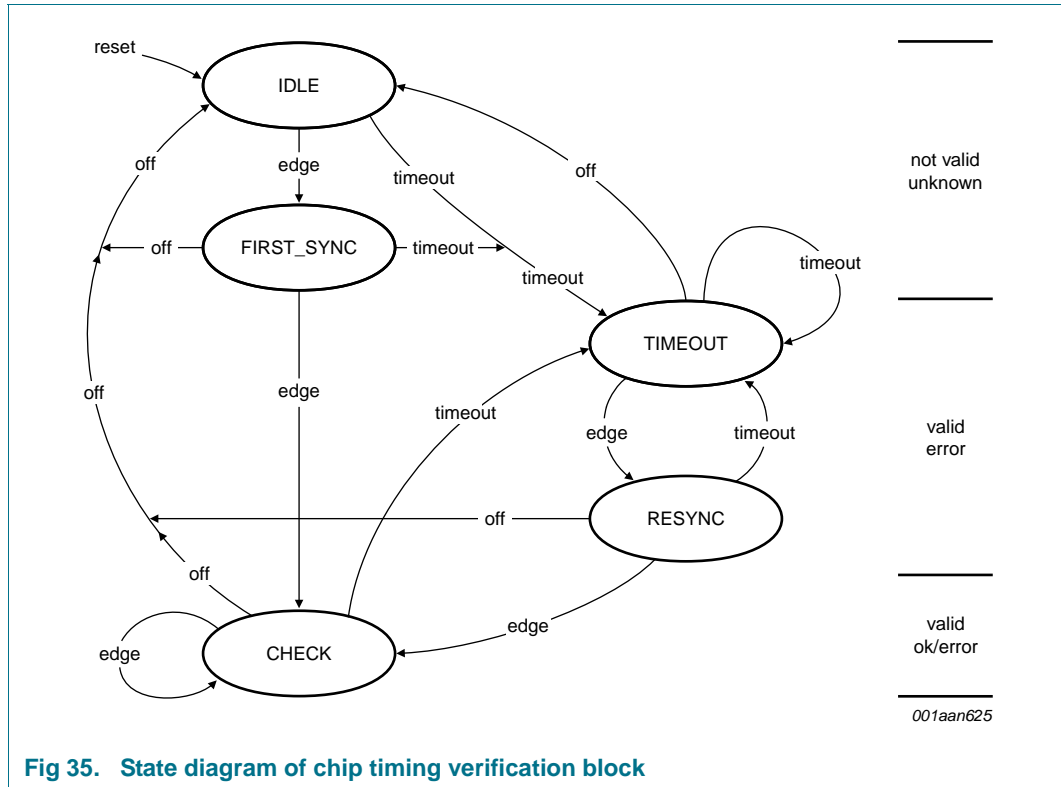 reset
IDLE
off
edge
timeout
off
not valid
unknown
off
FIRST_SYNC
timeout
timeout
timeout
TIMEOUT
off
edge
timeout
edge
timeout
valid
error
off
RESYNC
off
edge
edge
CHECK
valid
ok/error
001aan625
Fig 35. State diagram of chip timing verification block